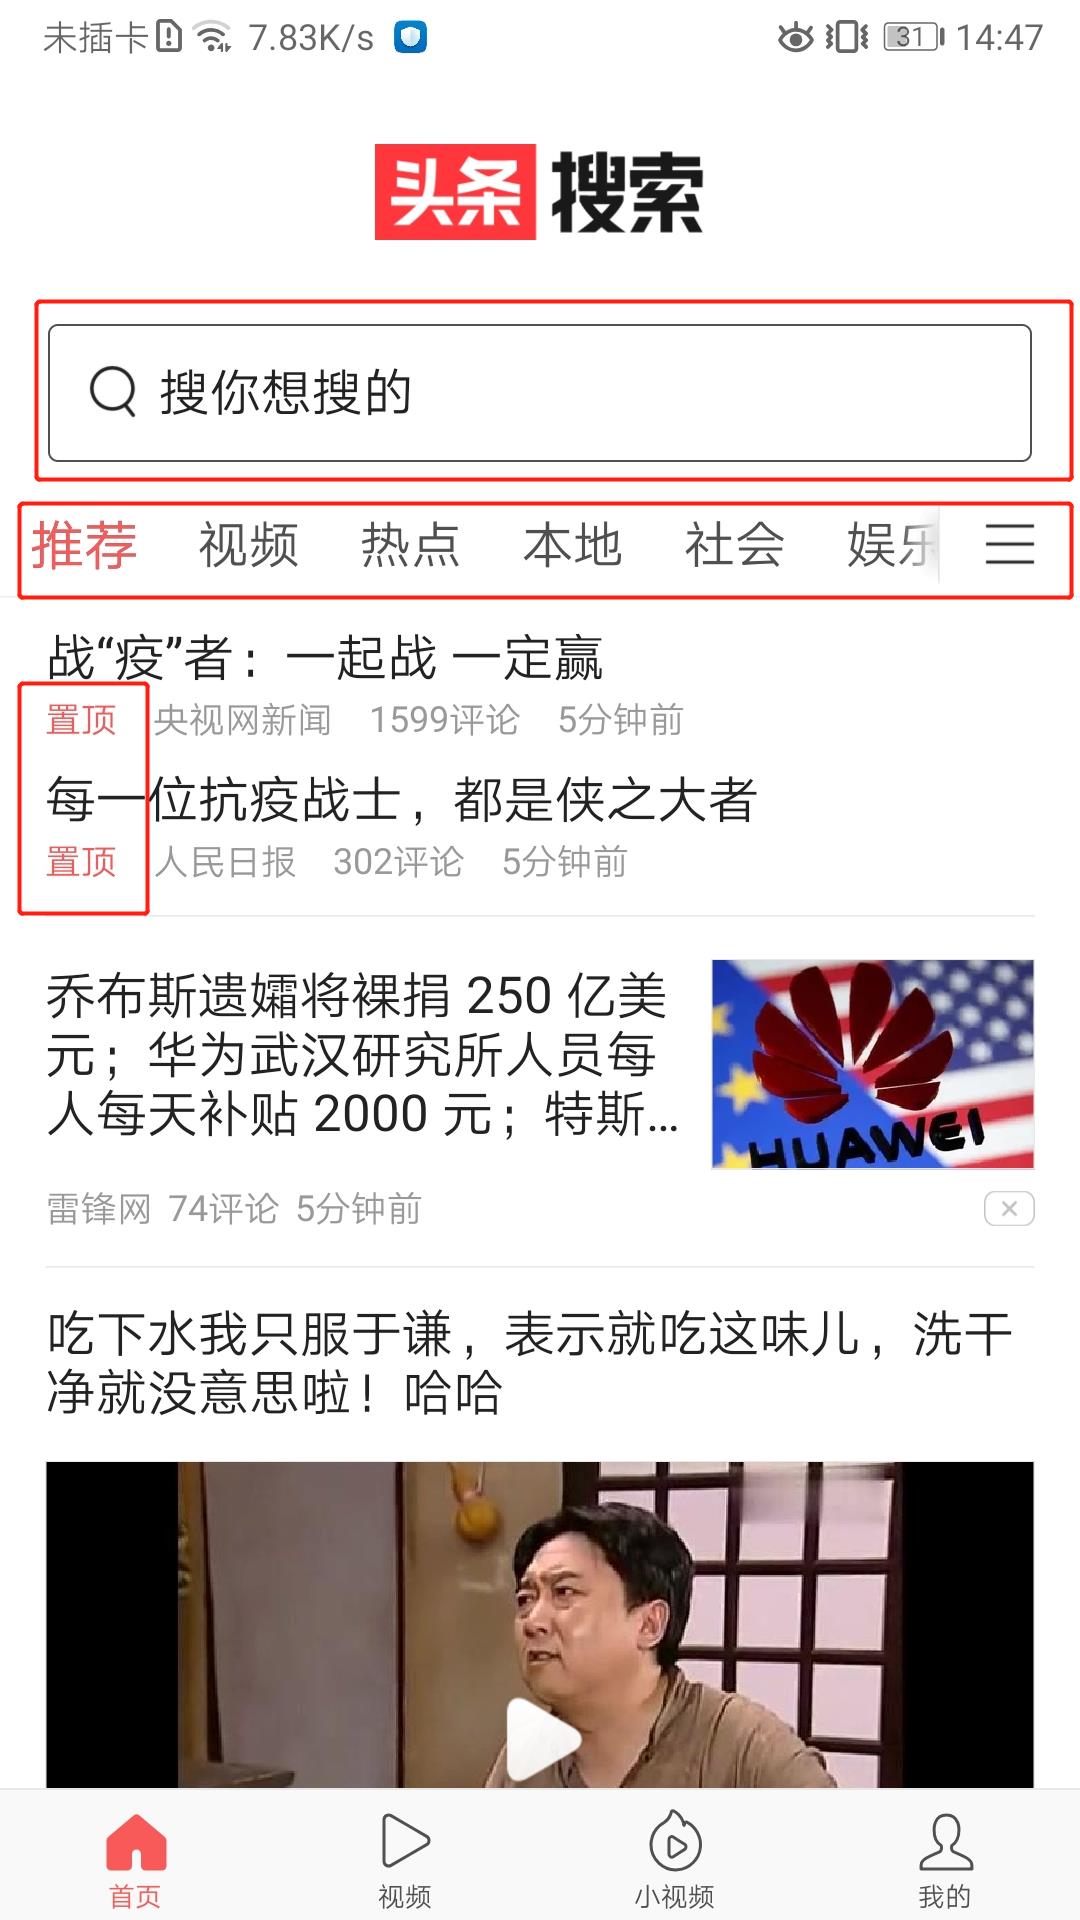 未插卡 7.83K/s 31 14:47
头条 搜索
搜你想搜的
推荐 视频 热点 本地 社会 娱乐
战“疫”者：一起战 一定赢
置顶 央视网新闻 1599评论 5分钟前
每一位抗疫战士，都是侠之大者
置顶 人民日报 302评论 5分钟前
乔布斯遗孀将裸捐 250 亿美
元；华为武汉研究所人员每
人每天补贴 2000 元；特斯...
HUAWEI
雷锋网 74评论 5分钟前
吃下水我只服于谦，表示就吃这味儿，洗干
净就没意思啦！哈哈
首页 视频 小视频 我的